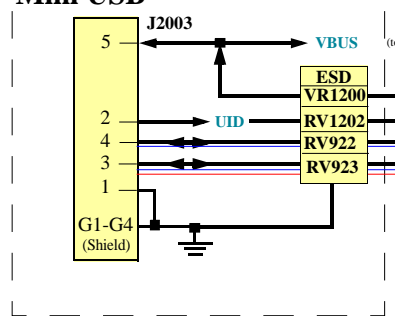 Mini USB
J2003
5
VBUS
(t
ESD
VR1200
2
UID
RV1202
4
RV922
3
RV923
1
G1-G4
(Shield)